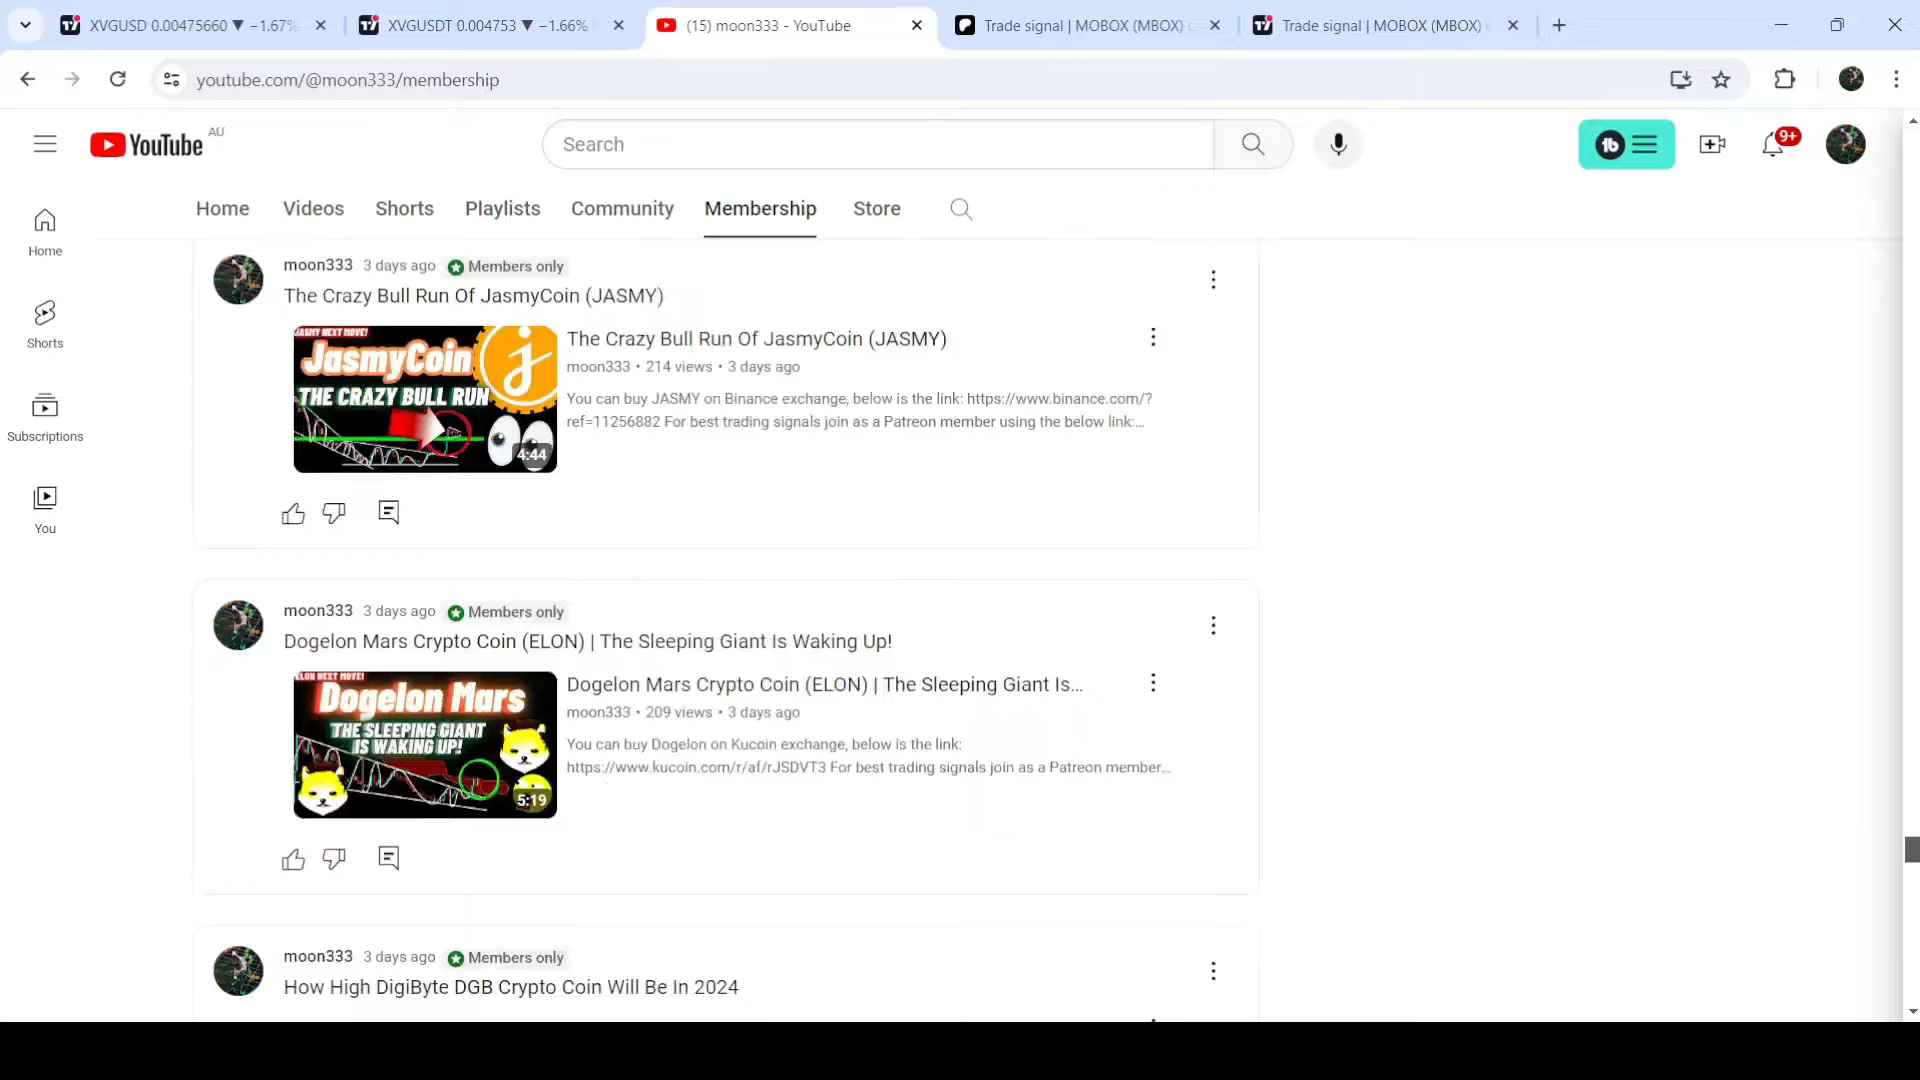 XVGUSD 0.00475660 ▼ −1.67%
XVGUSDT 0.004753 ▼ −1.66%
(15) moon333 - YouTube
Trade signal | MOBOX (MBOX) c
Trade signal | MOBOX (MBOX) c
youtube.com/@moon333/membership
YouTube AU
Search
9+
Home Videos Shorts Playlists Community Membership Store
Home
Shorts
Subscriptions
You
moon333 3 days ago Members only
The Crazy Bull Run Of JasmyCoin (JASMY)
JASMY NEXT MOVE!
JasmyCoin
THE CRAZY BULL RUN
4:44
The Crazy Bull Run Of JasmyCoin (JASMY)
moon333 • 214 views • 3 days ago
You can buy JASMY on Binance exchange, below is the link: https://www.binance.com/?
ref=11256882 For best trading signals join as a Patreon member using the below link:...
moon333 3 days ago Members only
Dogelon Mars Crypto Coin (ELON) | The Sleeping Giant Is Waking Up!
ELON NEXT MOVE!
Dogelon Mars
THE SLEEPING GIANT
IS WAKING UP!
5:19
Dogelon Mars Crypto Coin (ELON) | The Sleeping Giant Is...
moon333 • 209 views • 3 days ago
You can buy Dogelon on Kucoin exchange, below is the link:
https://www.kucoin.com/r/af/rJSDVT3 For best trading signals join as a Patreon member...
moon333 3 days ago Members only
How High DigiByte DGB Crypto Coin Will Be In 2024